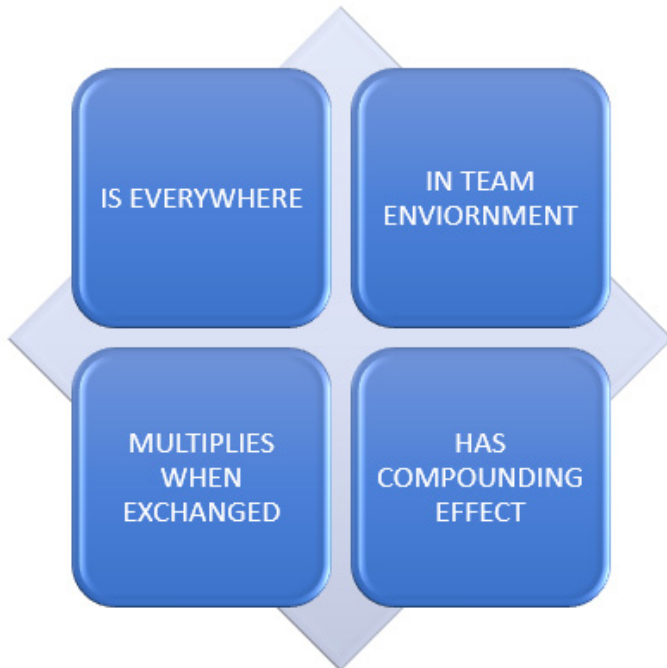 IS EVERYWHERE
IN TEAM
ENVIORNMENT
MULTIPLIES
WHEN
EXCHANGED
HAS
COMPOUNDING
EFFECT